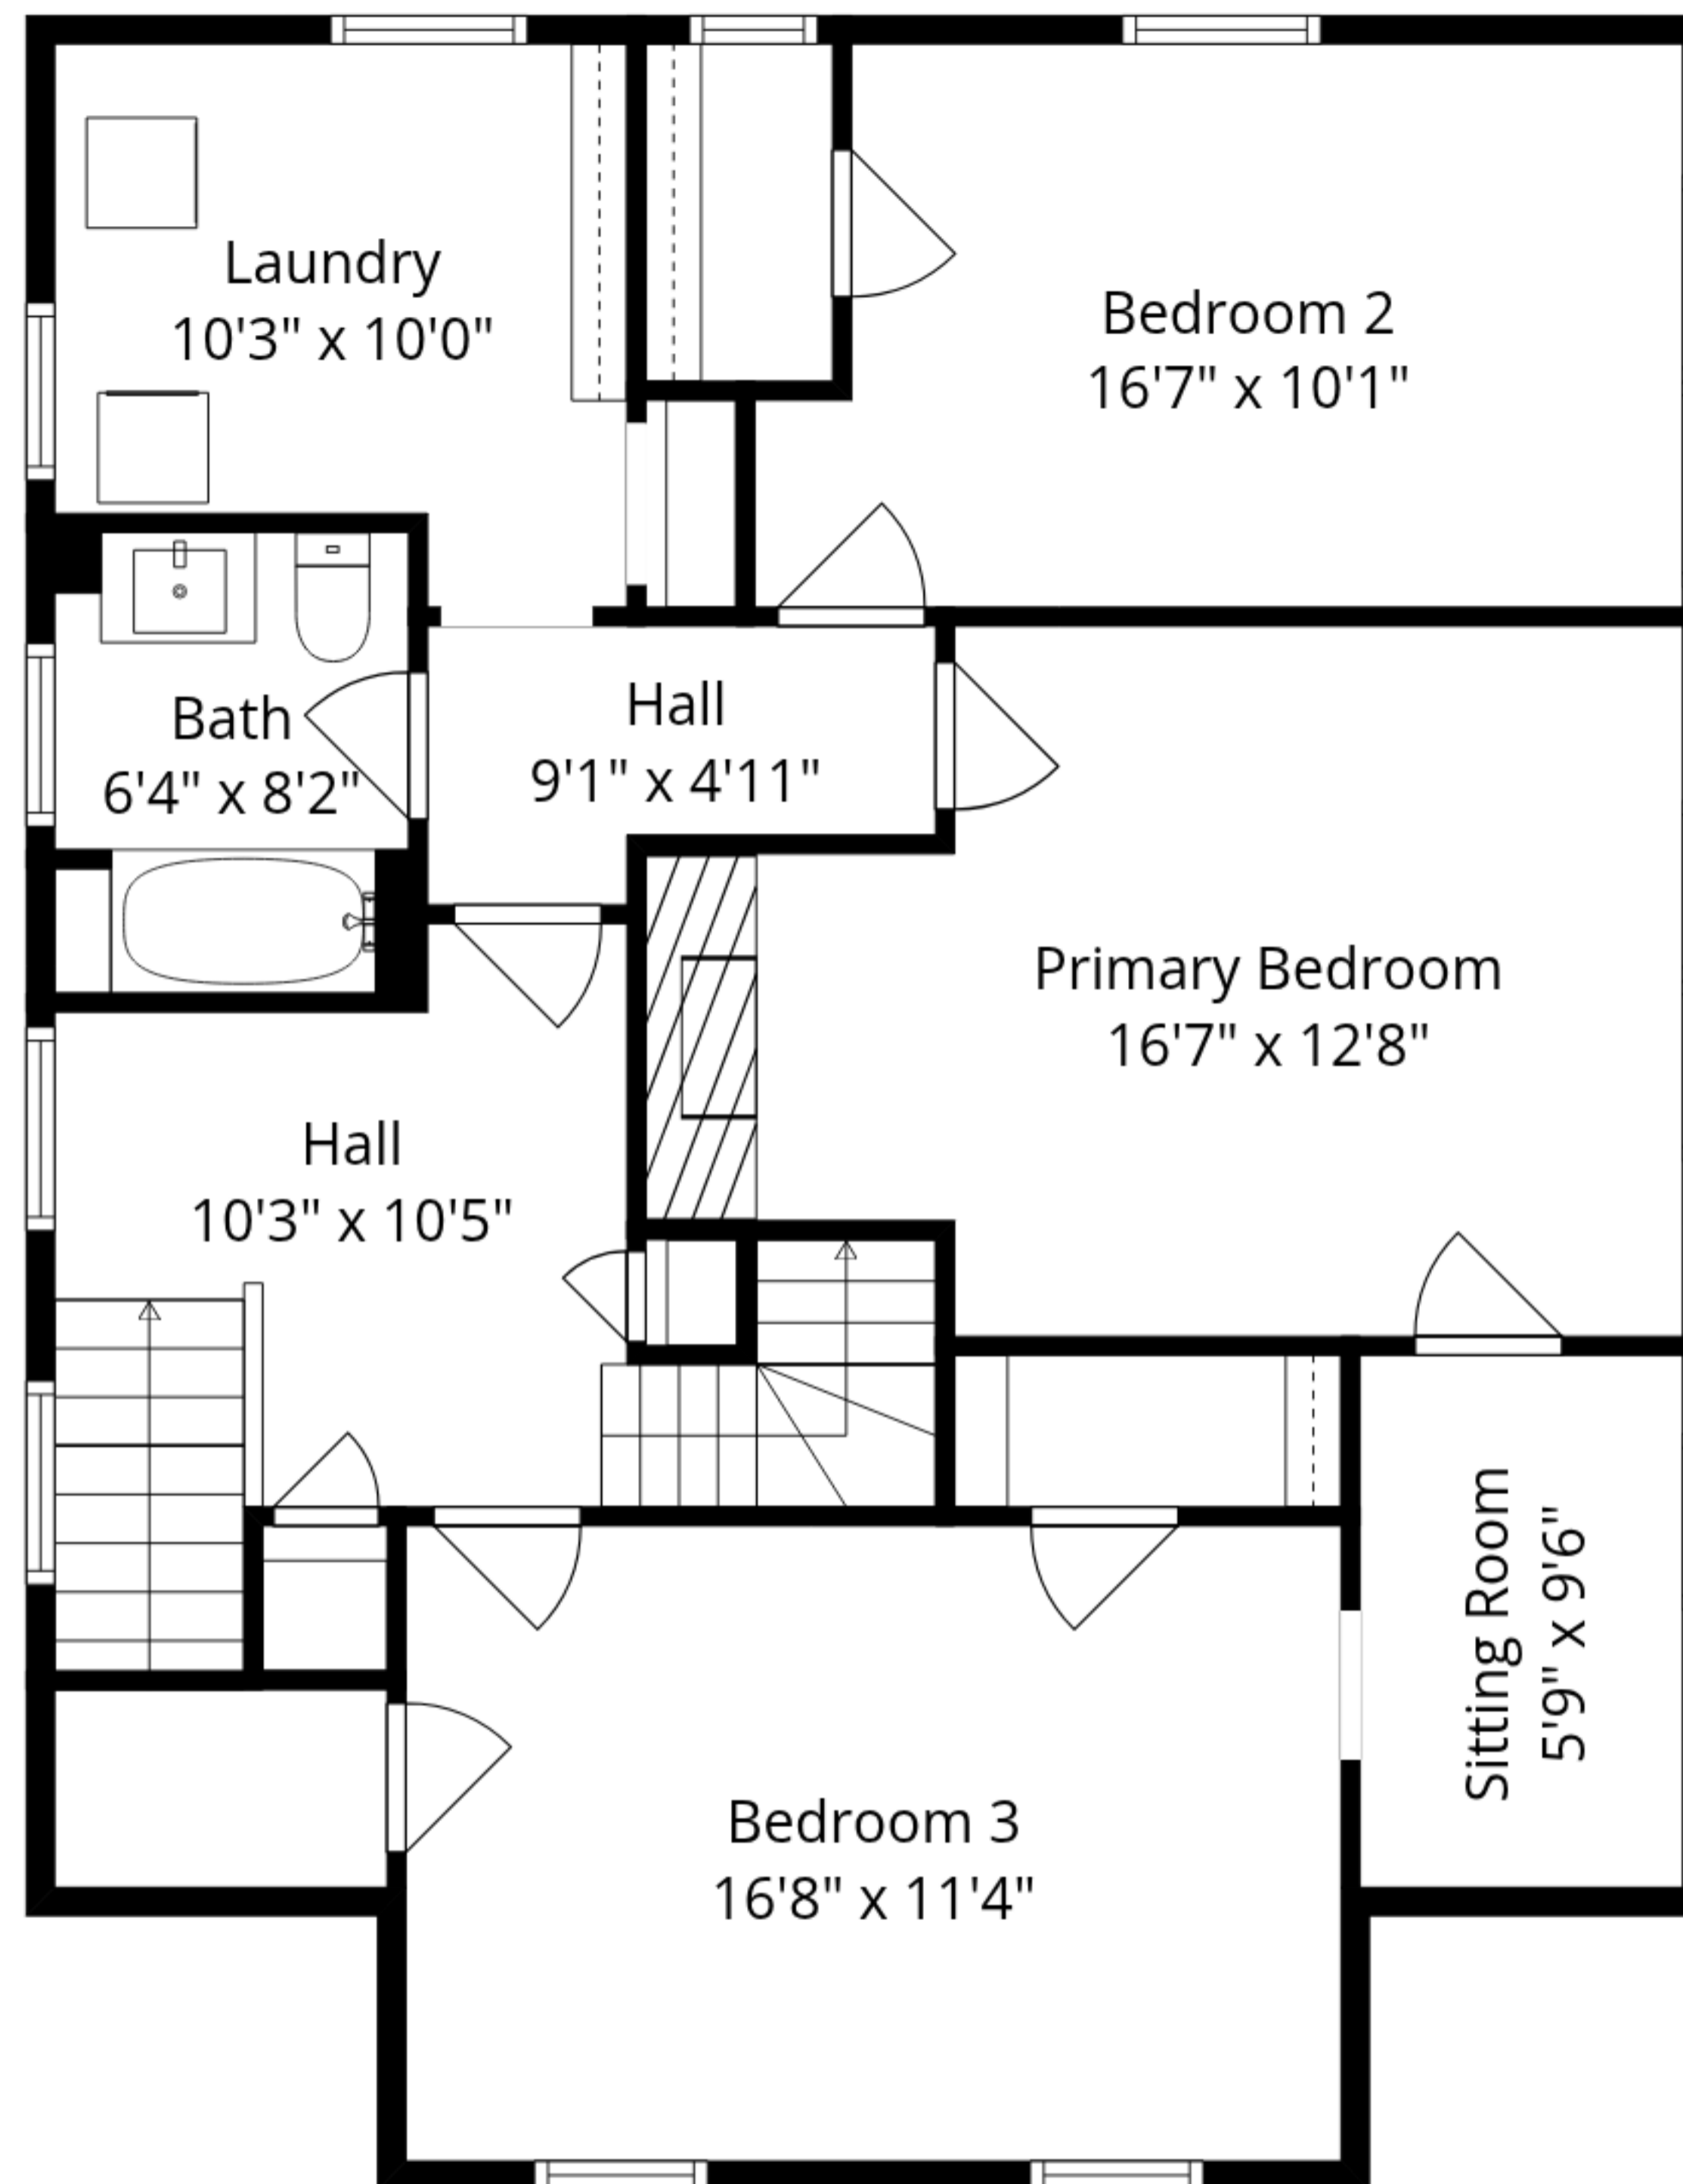 Laundry
10'3" x 10'0"
Bedroom 2
16'7" x 10'1"
Bath
6'4" x 8'2"
Hall
9'1" x 4'11"
Primary Bedroom
16'7" x 12'8"
Hall
10'3" x 10'5"
Sitting Room
5'9" x 9'6"
Bedroom 3
16'8" x 11'4"